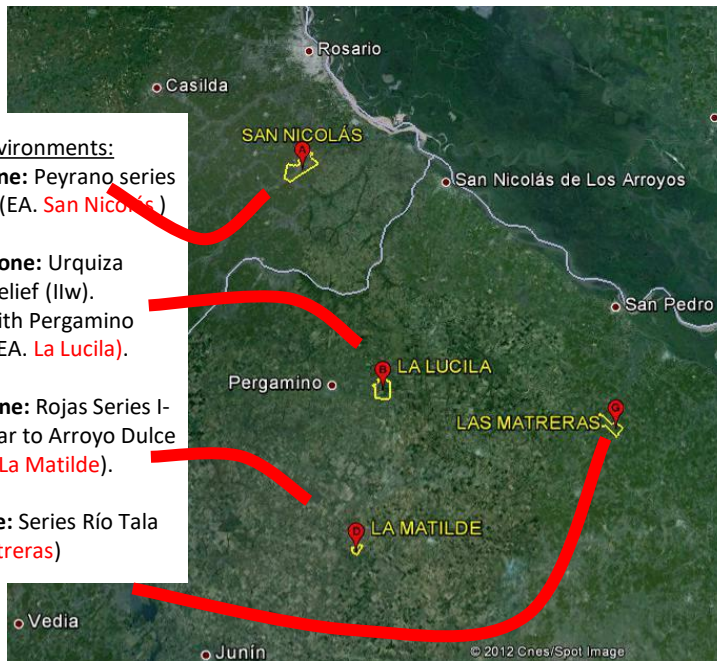 Rosario
Casilda
SAN NICOLÁS
A
San Nicolás de Los Arroyos
San Pedro
LA LUCILA
B
Pergamino
LAS MATRERAS
G
LA MATILDE
D
Vedia
Junín
© 2012 Cnes/Spot Image
vironments:
ne: Peyrano series
(EA. San Nicolás )
one: Urquiza
elief (IIw).
ith Pergamino
EA. La Lucila).
ne: Rojas Series I-
ar to Arroyo Dulce
La Matilde).
e: Series Río Tala
treras)